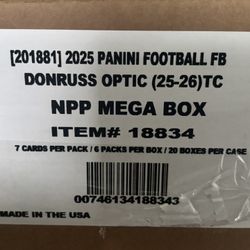 [201881] 2025 PANINI FOOTBALL FB
DONRUSS OPTIC (25-26)TC
NPP MEGA BOX
ITEM# 18834
7 CARDS PER PACK / 6 PACKS PER BOX / 20 BOXES PER CASE
00746134188343
MADE IN THE USA